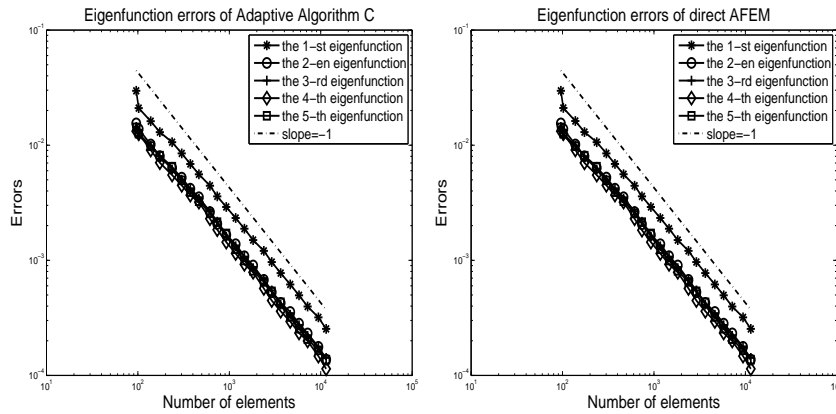 Eigenfunction errors of Adaptive Algorithm C
10^{-1}
10^{-2}
10^{-3}
10^{-4}
Errors
10^1
10^2
10^3
10^4
10^5
Number of elements
the 1-st eigenfunction
the 2-en eigenfunction
the 3-rd eigenfunction
the 4-th eigenfunction
the 5-th eigenfunction
slope=-1
Eigenfunction errors of direct AFEM
10^{-1}
10^{-2}
10^{-3}
10^{-4}
Errors
10^1
10^2
10^3
10^4
10^5
Number of elements
the 1-st eigenfunction
the 2-en eigenfunction
the 3-rd eigenfunction
the 4-th eigenfunction
the 5-th eigenfunction
slope=-1